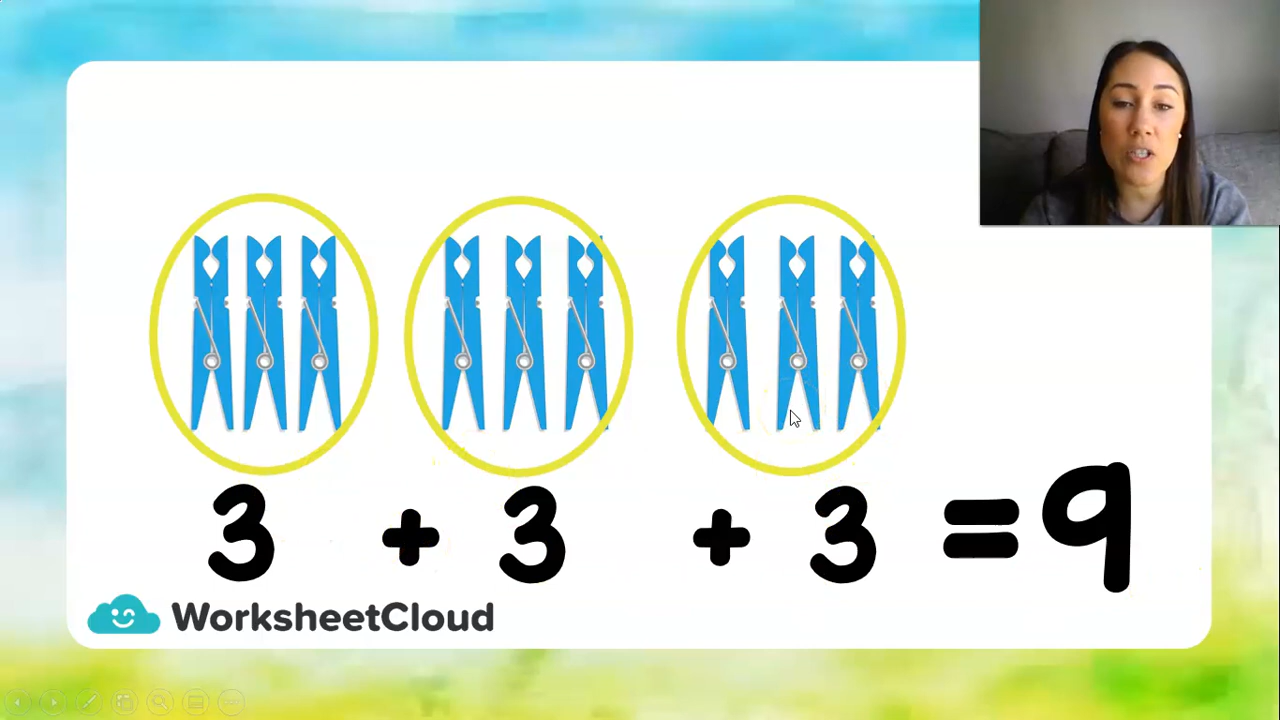 3 + 3 + 3 = 9
WorksheetCloud